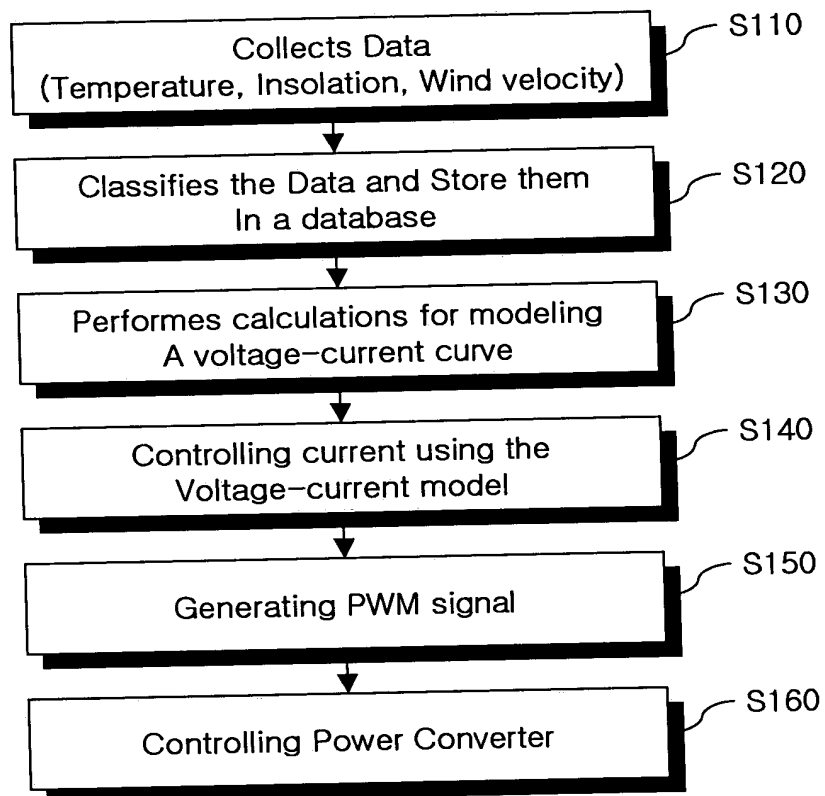 Collects Data
(Temperature, Insolation, Wind velocity)
S110
Classifies the Data and Store them
In a database
S120
Performes calculations for modeling
A voltage-current curve
S130
Controlling current using the
Voltage-current model
S140
Generating PWM signal
S150
Controlling Power Converter
S160